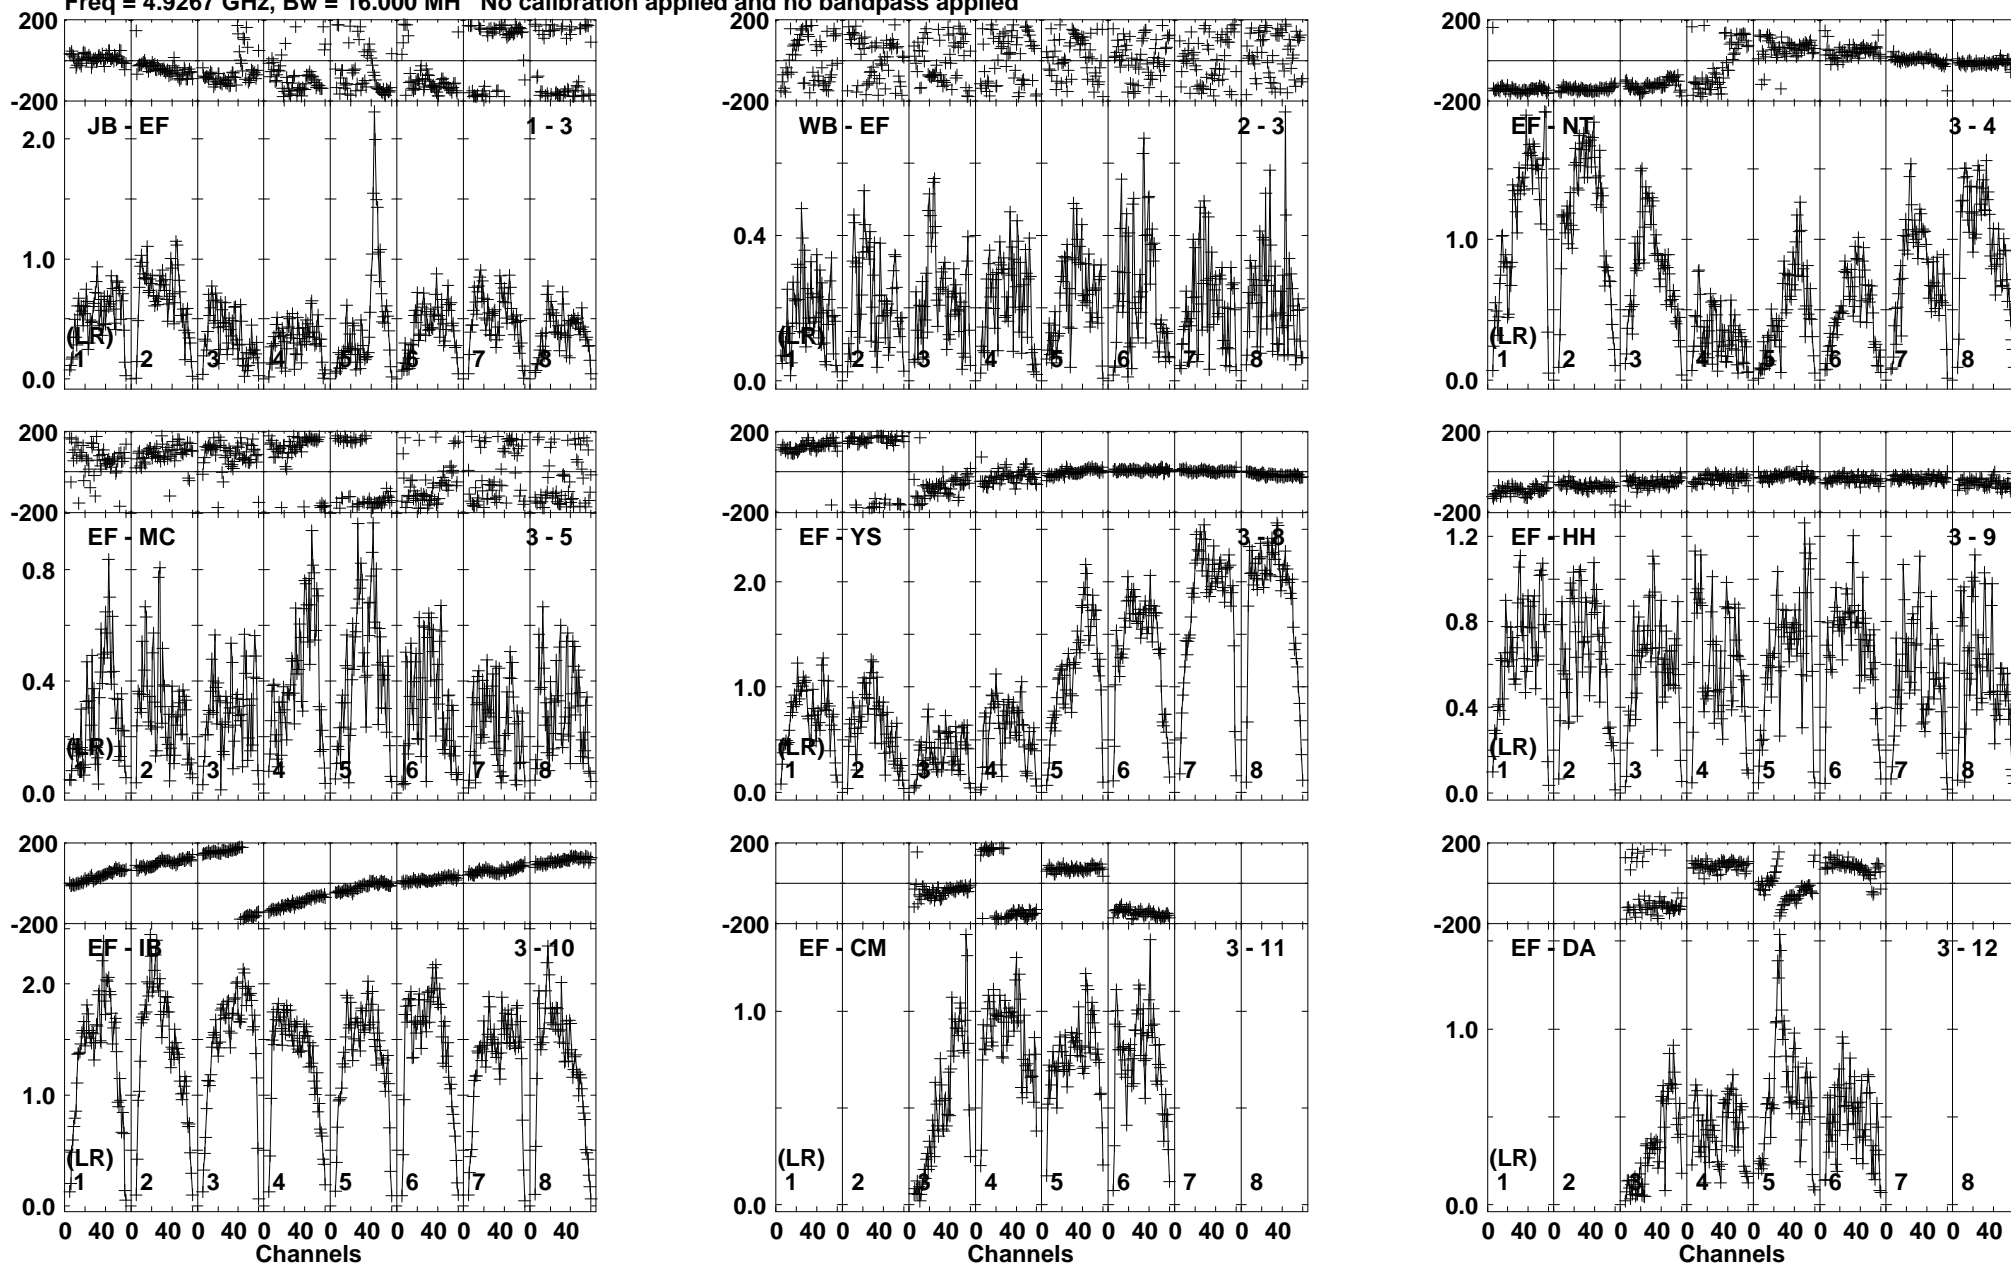 Freq = 4.9267 GHz, Bw = 16.000 MH No calibration applied and no bandpass applied
200
-200
JB - EF 1 - 3
2.0
1.0
0.0
(LR)
1 2 3 4 5 6 7 8
200
-200
WB - EF 2 - 3
0.4
0.0
(LR)
1 2 3 4 5 6 7 8
200
-200
EF - NT 3 - 4
1.0
0.0
(LR)
1 2 3 4 5 6 7 8
200
-200
EF - MC 3 - 5
0.8
0.4
0.0
(LR)
1 2 3 4 5 6 7 8
200
-200
EF - YS 3 - 8
2.0
1.0
0.0
(LR)
1 2 3 4 5 6 7 8
200
-200
EF - HH 3 - 9
1.2
0.8
0.4
0.0
(LR)
1 2 3 4 5 6 7 8
200
-200
EF - IB 3 - 10
2.0
1.0
0.0
(LR)
1 2 3 4 5 6 7 8
0 40 0 40 0 40 0 40 0 40 0 40 0 40 0 40
Channels
200
-200
EF - CM 3 - 11
1.0
0.0
(LR)
1 2 3 4 5 6 7 8
0 40 0 40 0 40 0 40 0 40 0 40 0 40 0 40
Channels
200
-200
EF - DA 3 - 12
1.0
0.0
(LR)
1 2 3 4 5 6 7 8
0 40 0 40 0 40 0 40 0 40 0 40 0 40 0 40
Channels